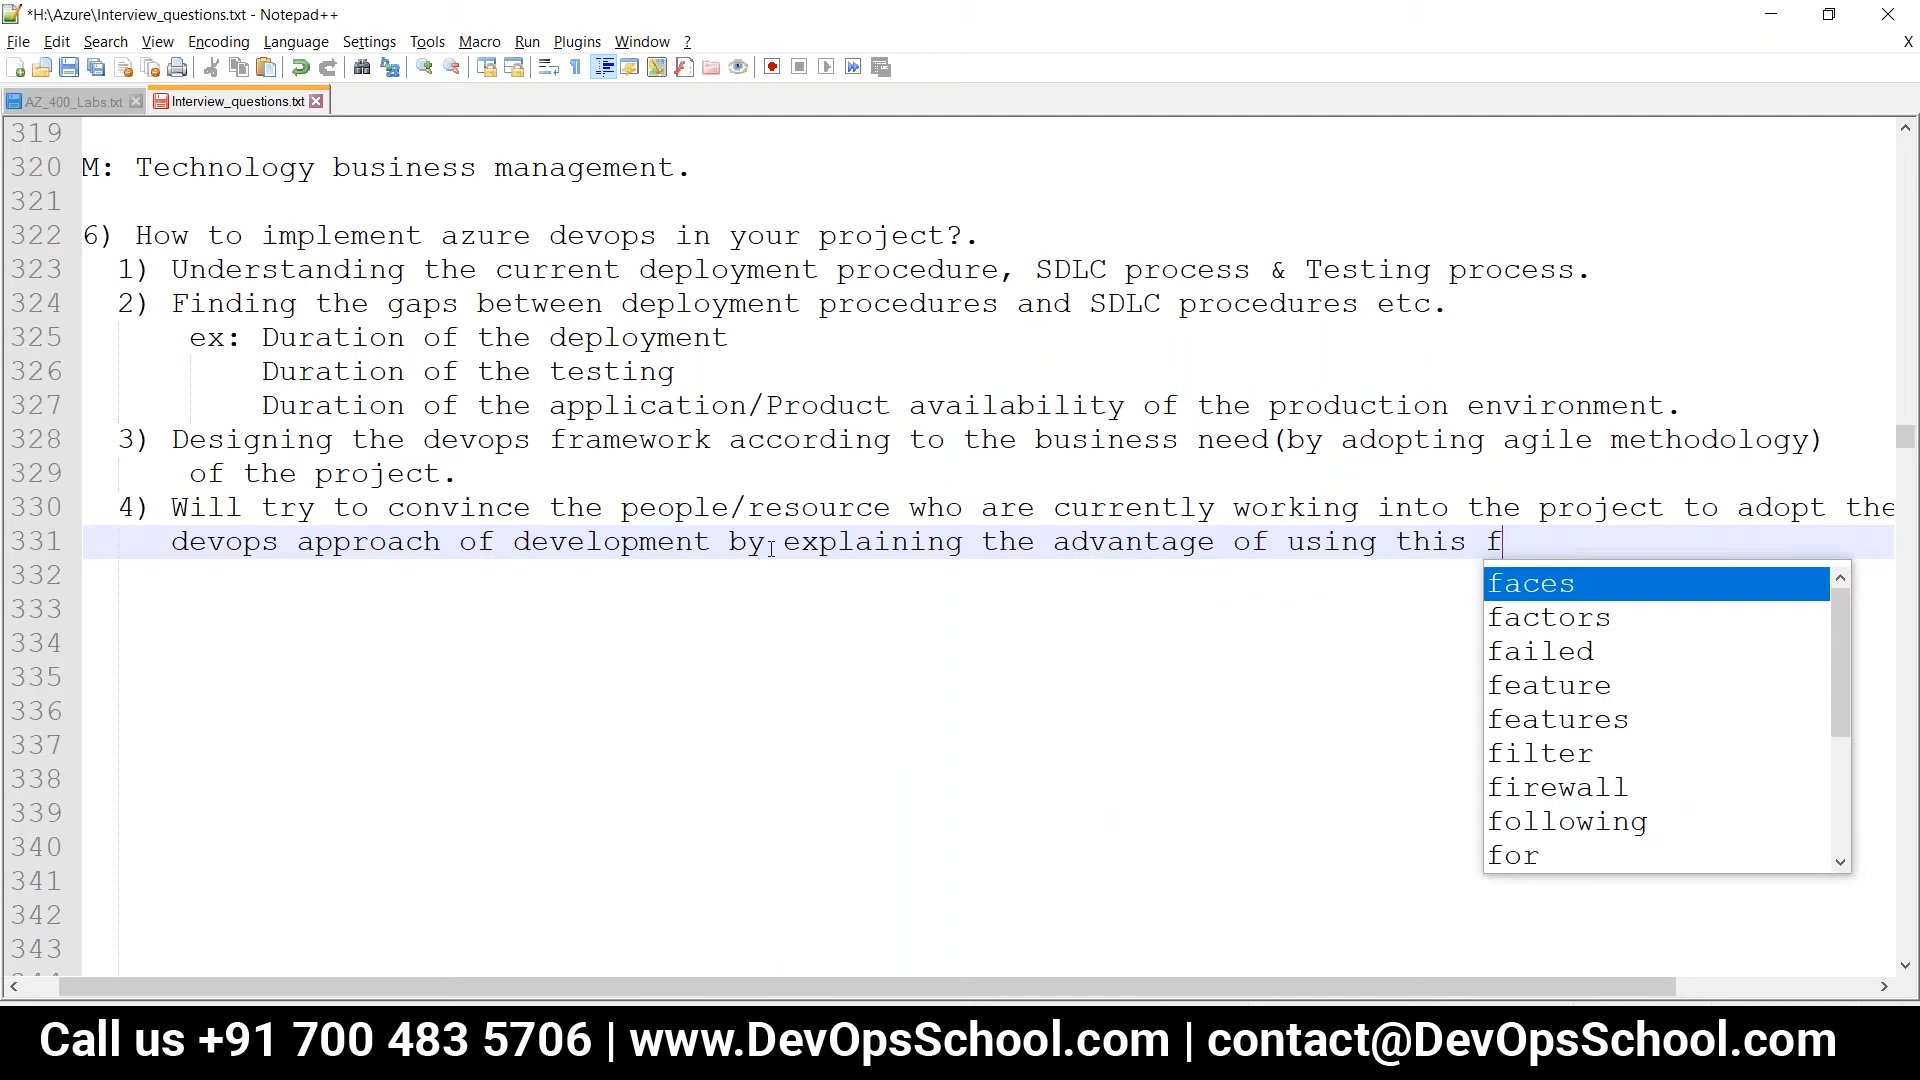 *H:\Azure\Interview_questions.txt - Notepad++
File Edit Search View Encoding Language Settings Tools Macro Run Plugins Window ?
X
AZ_400_Labs.txt Interview_questions.txt
319
320 M: Technology business management.
321
322 6) How to implement azure devops in your project?.
323 1) Understanding the current deployment procedure, SDLC process & Testing process.
324 2) Finding the gaps between deployment procedures and SDLC procedures etc.
325 ex: Duration of the deployment
326 Duration of the testing
327 Duration of the application/Product availability of the production environment.
328 3) Designing the devops framework according to the business need(by adopting agile methodology)
329 of the project.
330 4) Will try to convince the people/resource who are currently working into the project to adopt the
331 devops approach of development by explaining the advantage of using this f
332
faces
333
factors
334
failed
335
feature
336
features
337
filter
338
firewall
339
following
340
for
341
342
343
Call us +91 700 483 5706 | www.DevOpsSchool.com | contact@DevOpsSchool.com